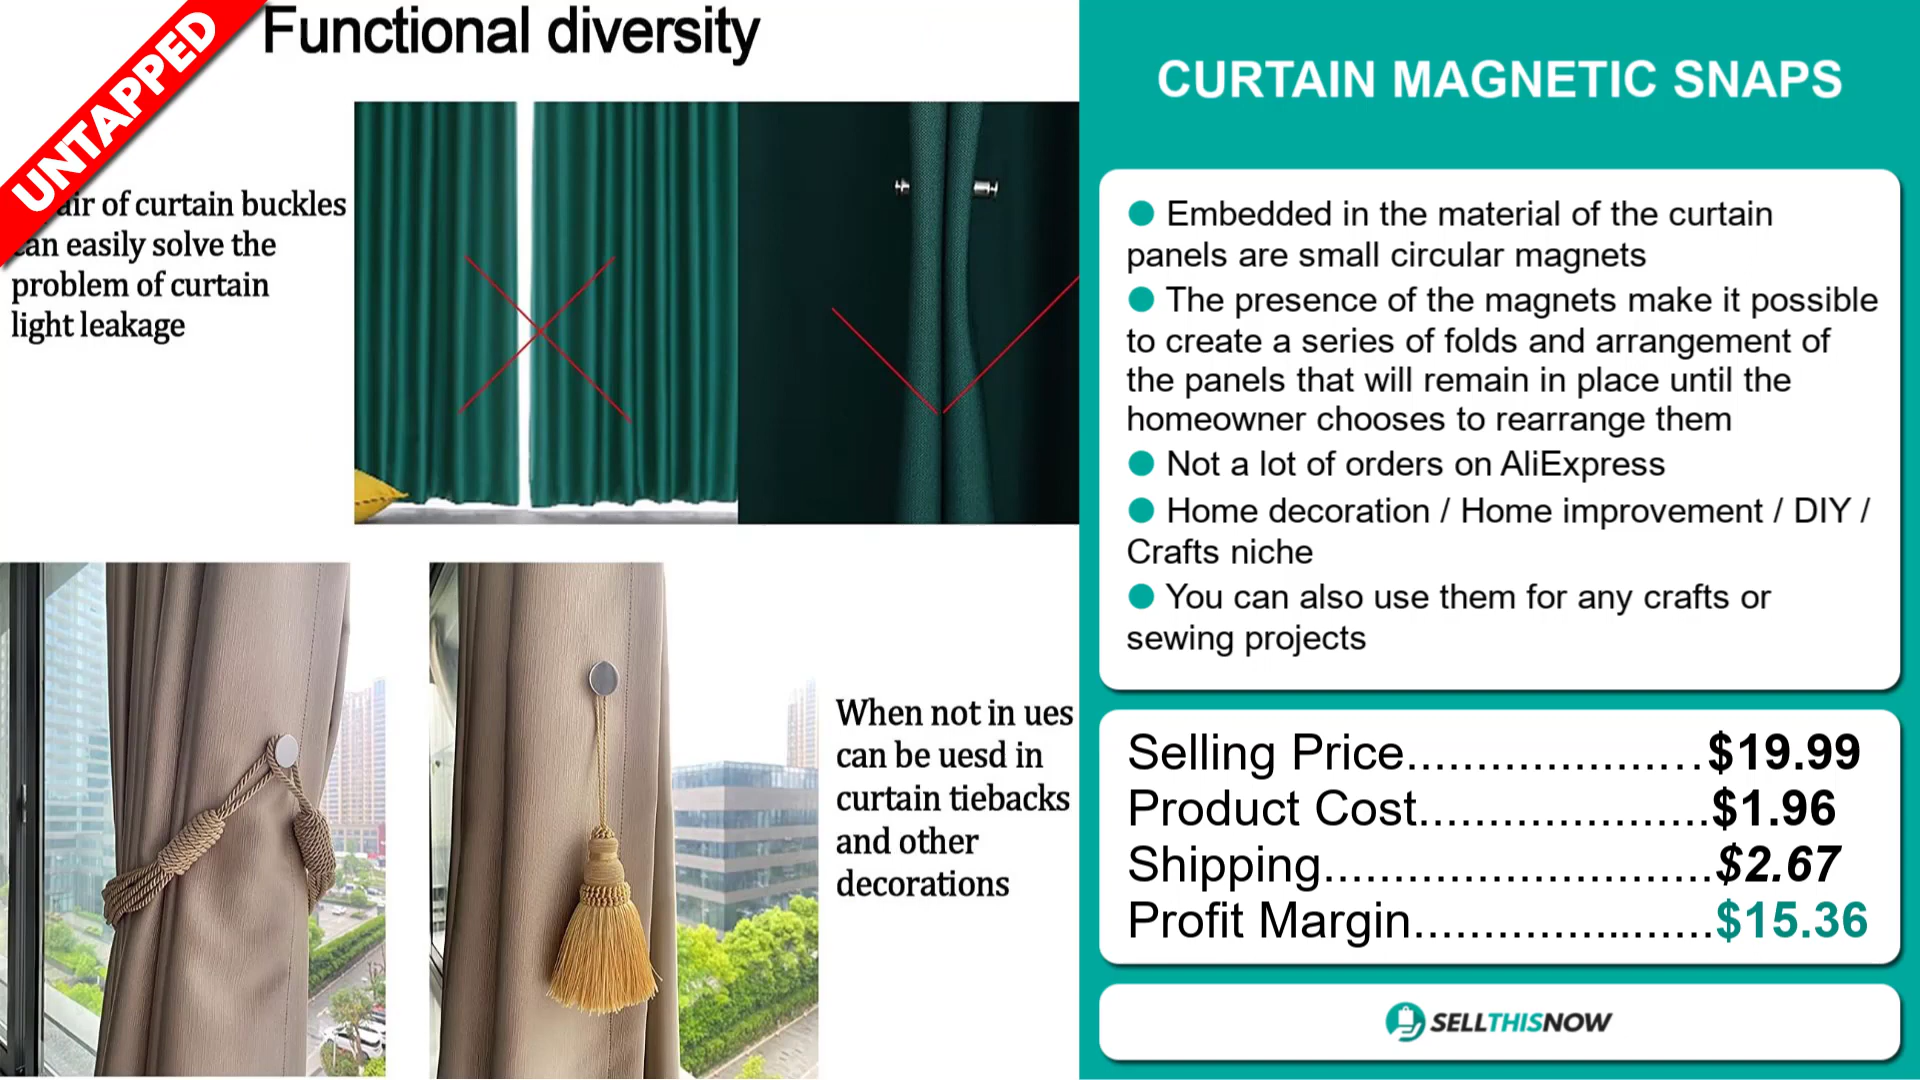 UNTAPPED
Functional diversity
air of curtain buckles
can easily solve the
problem of curtain
light leakage
When not in ues
can be uesd in
curtain tiebacks
and other
decorations
CURTAIN MAGNETIC SNAPS
● Embedded in the material of the curtain
panels are small circular magnets
● The presence of the magnets make it possible
to create a series of folds and arrangement of
the panels that will remain in place until the
homeowner chooses to rearrange them
● Not a lot of orders on AliExpress
● Home decoration / Home improvement / DIY /
Crafts niche
● You can also use them for any crafts or
sewing projects
Selling Price......................$19.99
Product Cost.....................$1.96
Shipping............................$2.67
Profit Margin......................$15.36
SELLTHISNOW